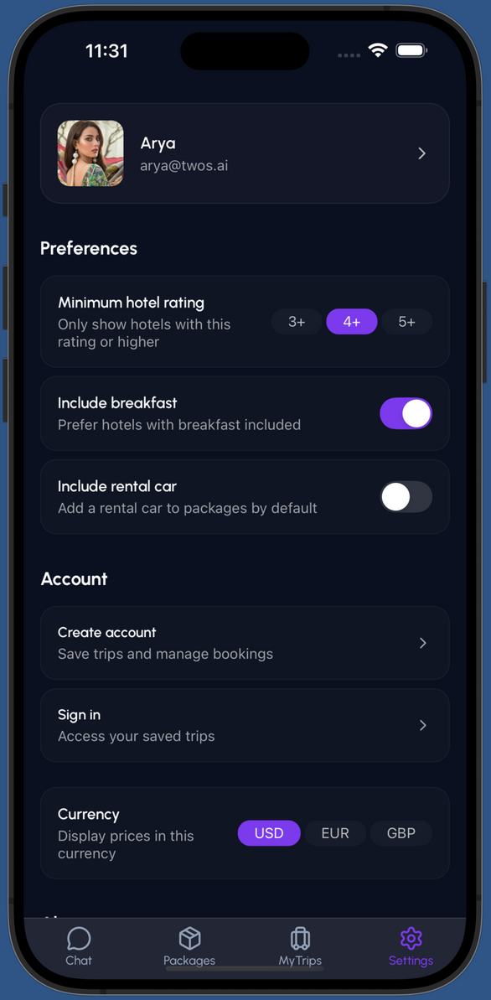 11:31
Arya
arya@twos.ai
Preferences
Minimum hotel rating
Only show hotels with this
rating or higher
3+ 4+ 5+
Include breakfast
Prefer hotels with breakfast included
Include rental car
Add a rental car to packages by default
Account
Create account
Save trips and manage bookings
Sign in
Access your saved trips
Currency
Display prices in this
currency
USD EUR GBP
Chat Packages MyTrips Settings